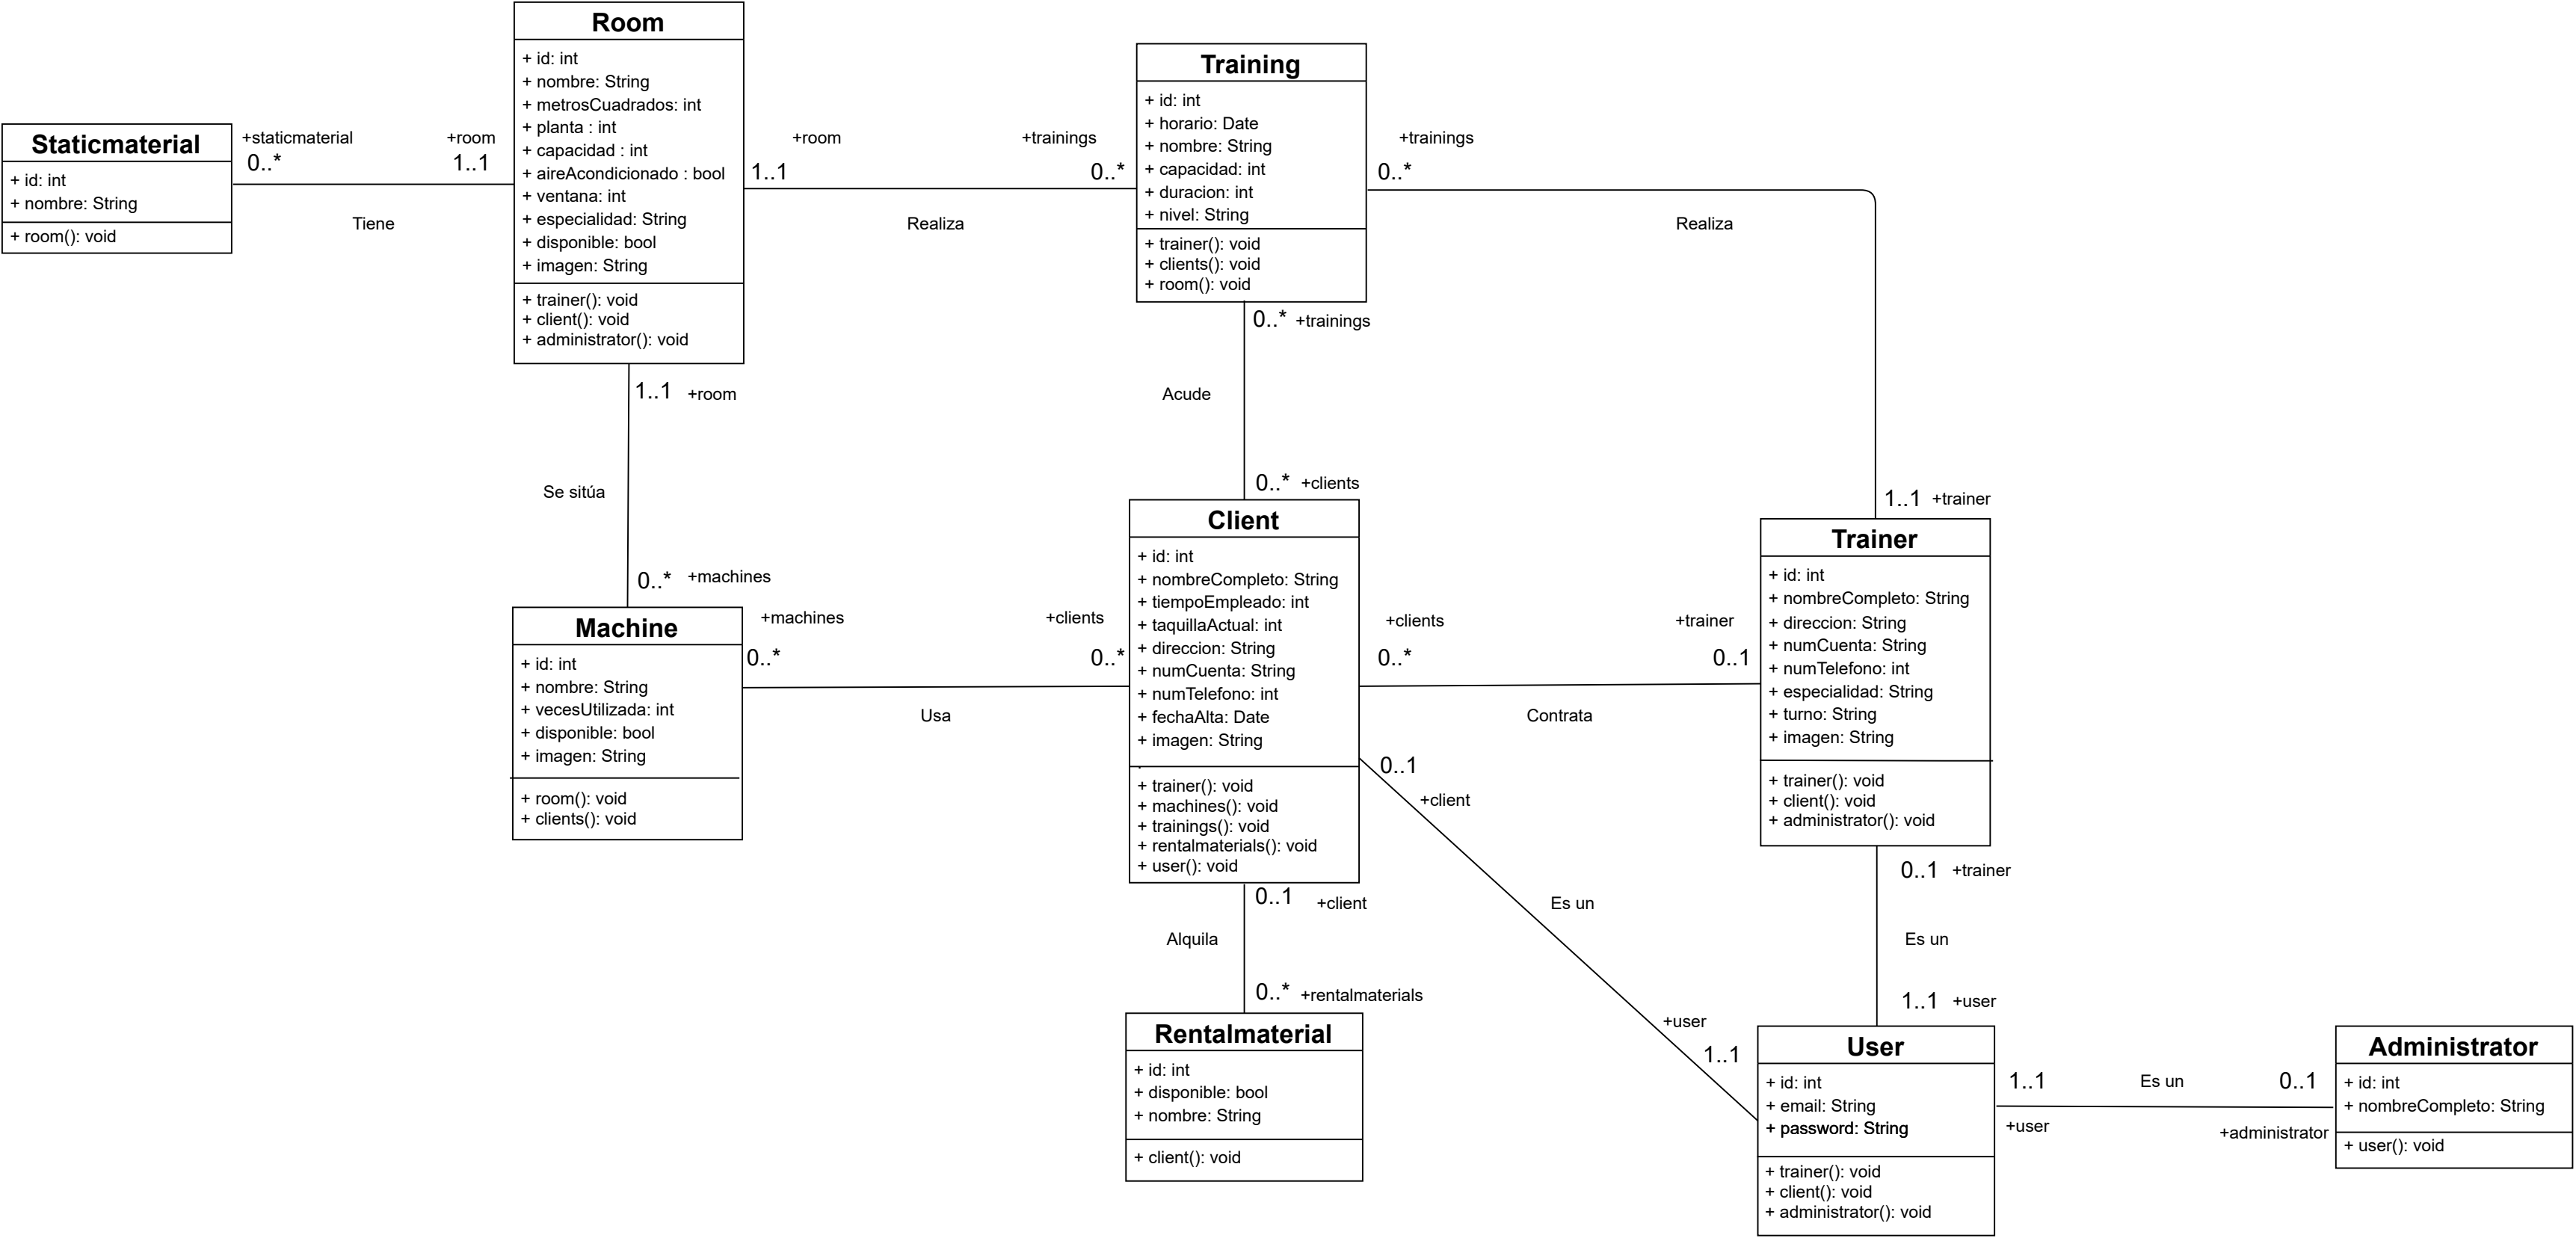 Room
+ id: int
+ nombre: String
+ metrosCuadrados: int
+ planta : int
+ capacidad : int
+ aireAcondicionado : bool
+ ventana: int
+ especialidad: String
+ disponible: bool
+ imagen: String
+ trainer(): void
+ client(): void
+ administrator(): void
Training
+ id: int
+ horario: Date
+ nombre: String
+ capacidad: int
+ duracion: int
+ nivel: String
+ trainer(): void
+ clients(): void
+ room(): void
Staticmaterial
+ id: int
+ nombre: String
+ room(): void
+staticmaterial
0..*
+room
1..1
Tiene
+room
1..1
+trainings
0..*
Realiza
+trainings
0..*
Realiza
1..1 +trainer
0..* +trainings
Acude
0..* +clients
1..1 +room
Se sitúa
0..* +machines
Machine
+ id: int
+ nombre: String
+ vecesUtilizada: int
+ disponible: bool
+ imagen: String
+ room(): void
+ clients(): void
+machines
0..*
+clients
0..*
Usa
Client
+ id: int
+ nombreCompleto: String
+ tiempoEmpleado: int
+ taquillaActual: int
+ direccion: String
+ numCuenta: String
+ numTelefono: int
+ fechaAlta: Date
+ imagen: String
+ trainer(): void
+ machines(): void
+ trainings(): void
+ rentalmaterials(): void
+ user(): void
+clients
0..*
+trainer
0..1
Contrata
Trainer
+ id: int
+ nombreCompleto: String
+ direccion: String
+ numCuenta: String
+ numTelefono: int
+ especialidad: String
+ turno: String
+ imagen: String
+ trainer(): void
+ client(): void
+ administrator(): void
0..1
+client
Es un
+user
1..1
0..1 +trainer
Es un
1..1 +user
0..1 +client
Alquila
0..* +rentalmaterials
Rentalmaterial
+ id: int
+ disponible: bool
+ nombre: String
+ client(): void
User
+ id: int
+ email: String
+ password: String
+ trainer(): void
+ client(): void
+ administrator(): void
1..1
+user
Es un
0..1
+administrator
Administrator
+ id: int
+ nombreCompleto: String
+ user(): void